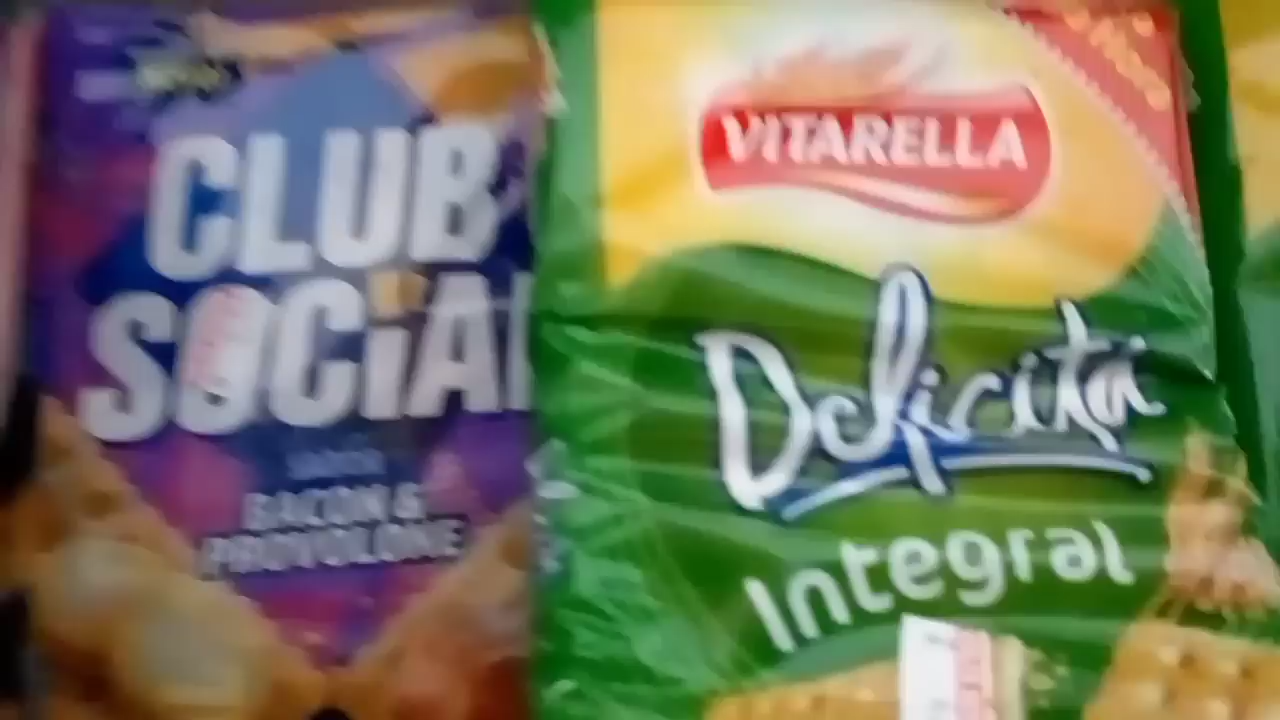 CLUB
SOCiAL
BACON &
PROVOLONE
VITARELLA
Delicitá
Integral